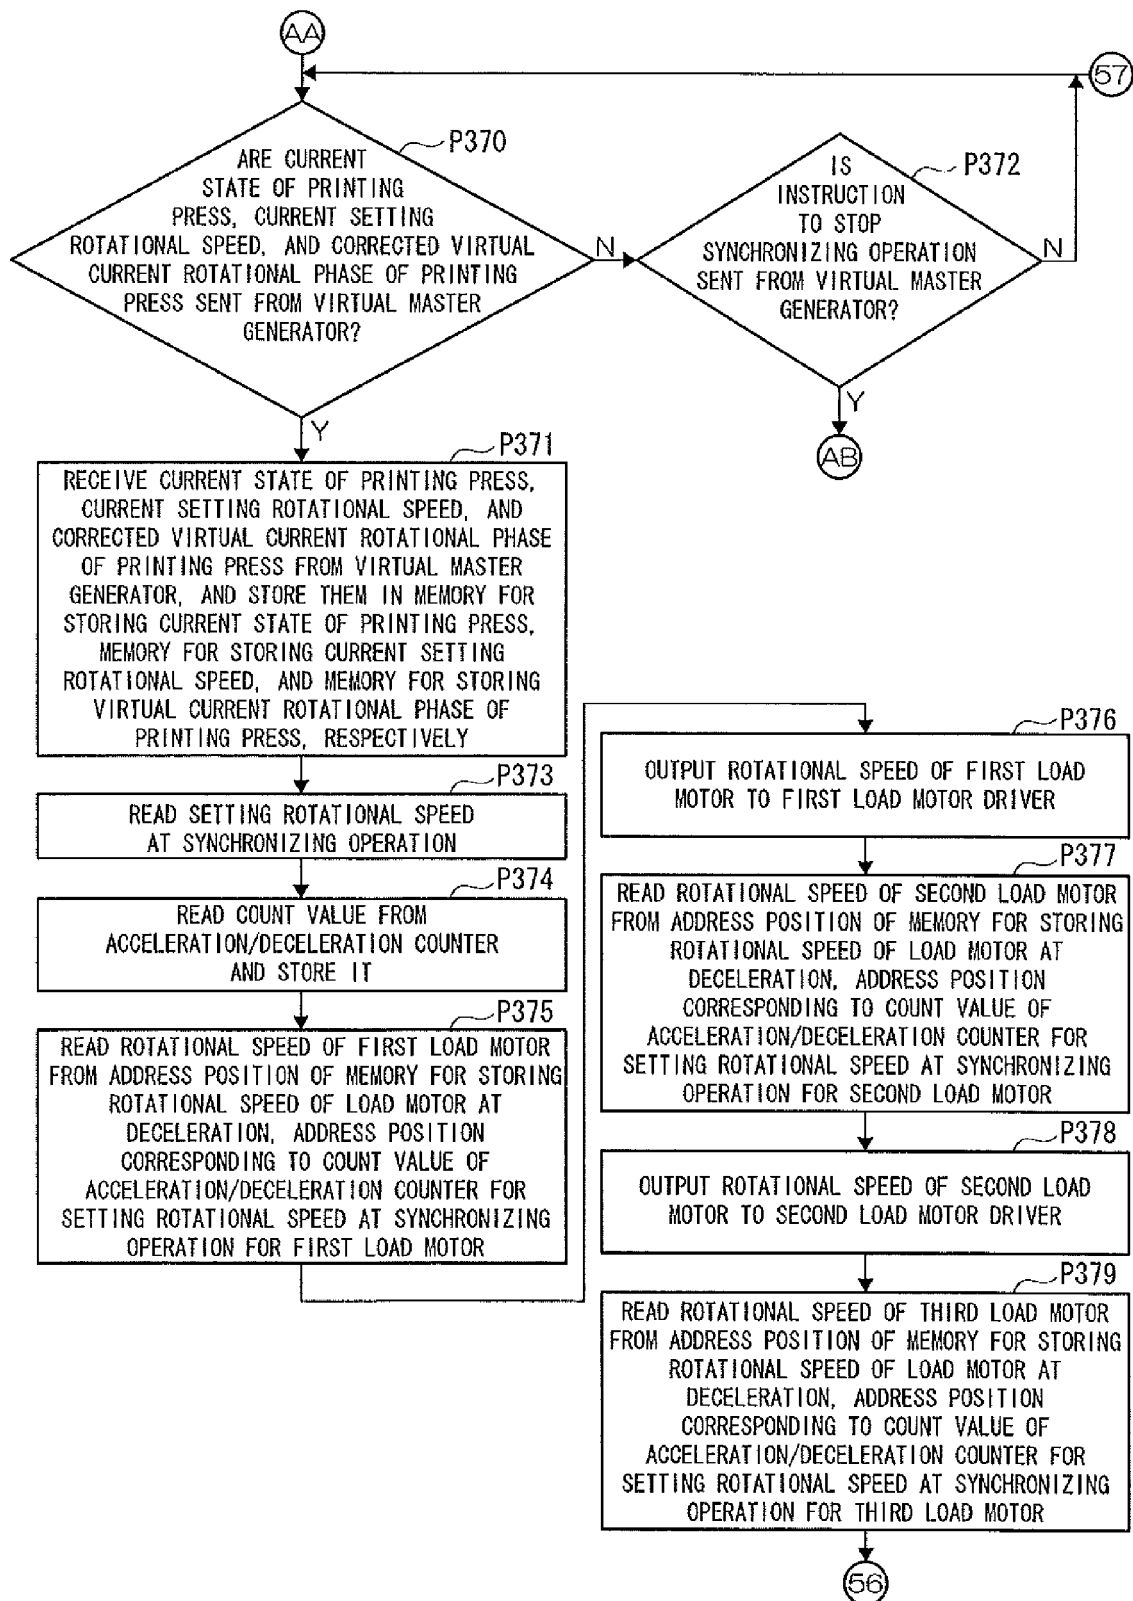 AA
57
P370
ARE CURRENT
STATE OF PRINTING
PRESS, CURRENT SETTING
ROTATIONAL SPEED, AND CORRECTED VIRTUAL
CURRENT ROTATIONAL PHASE OF PRINTING
PRESS SENT FROM VIRTUAL MASTER
GENERATOR?
N
Y
P372
IS
INSTRUCTION
TO STOP
SYNCHRONIZING OPERATION
SENT FROM VIRTUAL MASTER
GENERATOR?
N
Y
AB
P371
RECEIVE CURRENT STATE OF PRINTING PRESS,
CURRENT SETTING ROTATIONAL SPEED, AND
CORRECTED VIRTUAL CURRENT ROTATIONAL PHASE
OF PRINTING PRESS FROM VIRTUAL MASTER
GENERATOR, AND STORE THEM IN MEMORY FOR
STORING CURRENT STATE OF PRINTING PRESS,
MEMORY FOR STORING CURRENT SETTING
ROTATIONAL SPEED, AND MEMORY FOR STORING
VIRTUAL CURRENT ROTATIONAL PHASE OF
PRINTING PRESS, RESPECTIVELY
P373
READ SETTING ROTATIONAL SPEED
AT SYNCHRONIZING OPERATION
P374
READ COUNT VALUE FROM
ACCELERATION/DECELERATION COUNTER
AND STORE IT
P375
READ ROTATIONAL SPEED OF FIRST LOAD MOTOR
FROM ADDRESS POSITION OF MEMORY FOR STORING
ROTATIONAL SPEED OF LOAD MOTOR AT
DECELERATION, ADDRESS POSITION
CORRESPONDING TO COUNT VALUE OF
ACCELERATION/DECELERATION COUNTER FOR
SETTING ROTATIONAL SPEED AT SYNCHRONIZING
OPERATION FOR FIRST LOAD MOTOR
P376
OUTPUT ROTATIONAL SPEED OF FIRST LOAD
MOTOR TO FIRST LOAD MOTOR DRIVER
P377
READ ROTATIONAL SPEED OF SECOND LOAD MOTOR
FROM ADDRESS POSITION OF MEMORY FOR STORING
ROTATIONAL SPEED OF LOAD MOTOR AT
DECELERATION, ADDRESS POSITION
CORRESPONDING TO COUNT VALUE OF
ACCELERATION/DECELERATION COUNTER FOR
SETTING ROTATIONAL SPEED AT SYNCHRONIZING
OPERATION FOR SECOND LOAD MOTOR
P378
OUTPUT ROTATIONAL SPEED OF SECOND LOAD
MOTOR TO SECOND LOAD MOTOR DRIVER
P379
READ ROTATIONAL SPEED OF THIRD LOAD MOTOR
FROM ADDRESS POSITION OF MEMORY FOR STORING
ROTATIONAL SPEED OF LOAD MOTOR AT
DECELERATION, ADDRESS POSITION
CORRESPONDING TO COUNT VALUE OF
ACCELERATION/DECELERATION COUNTER FOR
SETTING ROTATIONAL SPEED AT SYNCHRONIZING
OPERATION FOR THIRD LOAD MOTOR
56